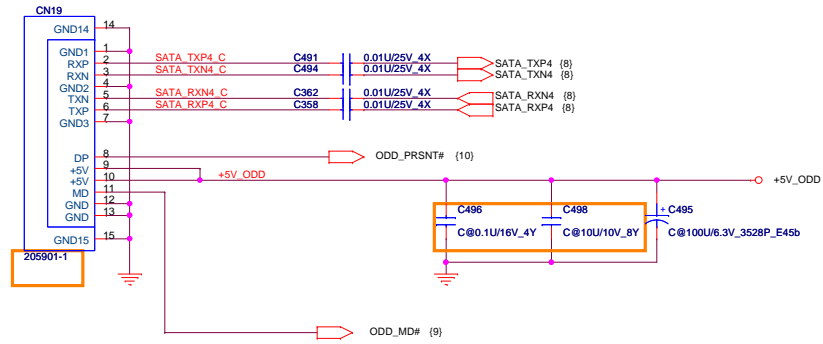 CN19
GND14 14
GND1 1
RXP 2 SATA_TXP4_C C491 0.01U/25V_4X SATA_TXP4 {8}
RXN 3 SATA_TXN4_C C494 0.01U/25V_4X SATA_TXN4 {8}
GND2 4
TXN 5 SATA_RXN4_C C362 0.01U/25V_4X SATA_RXN4 {8}
TXP 6 SATA_RXP4_C C358 0.01U/25V_4X SATA_RXP4 {8}
GND3 7
DP 8 ODD_PRSNT# {10}
+5V 9
+5V 10 +5V_ODD +5V_ODD
MD 11
GND 12
GND 13
C496 C498 + C495
C@0.1U/16V_4Y C@10U/10V_8Y C@100U/6.3V_3528P_E45b
GND15 15
205901-1
ODD_MD# {9}